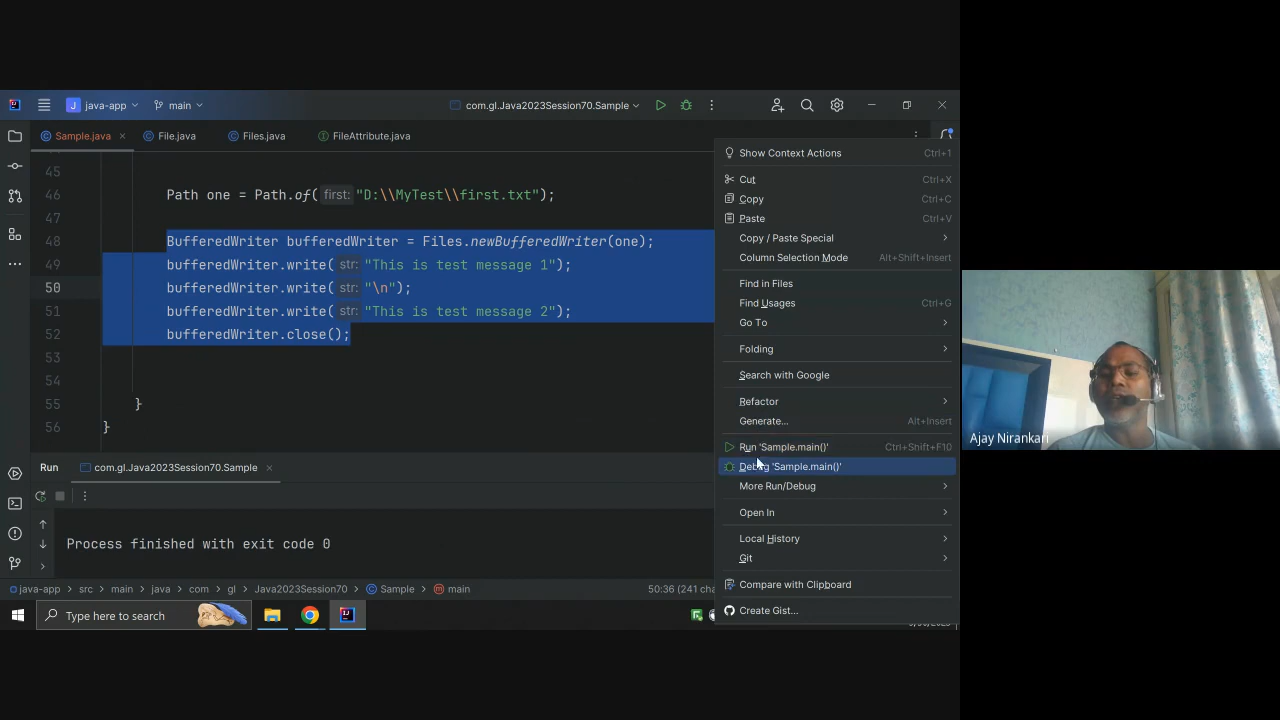 java-app
main
com.gl.Java2023Session70.Sample
Sample.java
File.java
Files.java
FileAttribute.java
45
46 Path one = Path.of( first: "D:\\MyTest\\first.txt");
47
48 BufferedWriter bufferedWriter = Files.newBufferedWriter(one);
49 bufferedWriter.write( str: "This is test message 1");
50 bufferedWriter.write( str: "\n");
51 bufferedWriter.write( str: "This is test message 2");
52 bufferedWriter.close();
53
54
55 }
56 }
Show Context Actions Ctrl+1
Cut Ctrl+X
Copy Ctrl+C
Paste Ctrl+V
Copy / Paste Special
Column Selection Mode Alt+Shift+Insert
Find in Files
Find Usages Ctrl+G
Go To
Folding
Search with Google
Refactor
Generate... Alt+Insert
Run 'Sample.main()' Ctrl+Shift+F10
Debug 'Sample.main()'
More Run/Debug
Open In
Local History
Git
Compare with Clipboard
Create Gist...
Run com.gl.Java2023Session70.Sample
Process finished with exit code 0
java-app > src > main > java > com > gl > Java2023Session70 > Sample > main
50:36 (241 cha
Type here to search
Ajay Nirankari